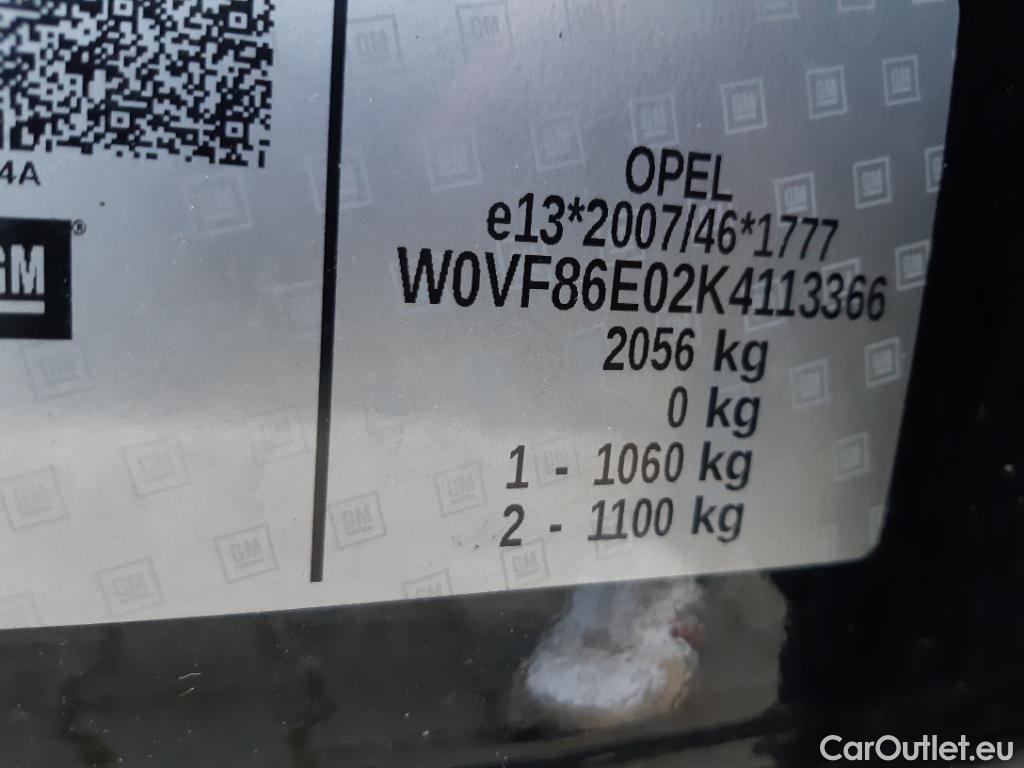 4A
GM
®
OPEL
e13*2007/46*1777
W0VF86E02K4113366
2056 kg
0 kg
1 - 1060 kg
2 - 1100 kg
CarOutlet.eu